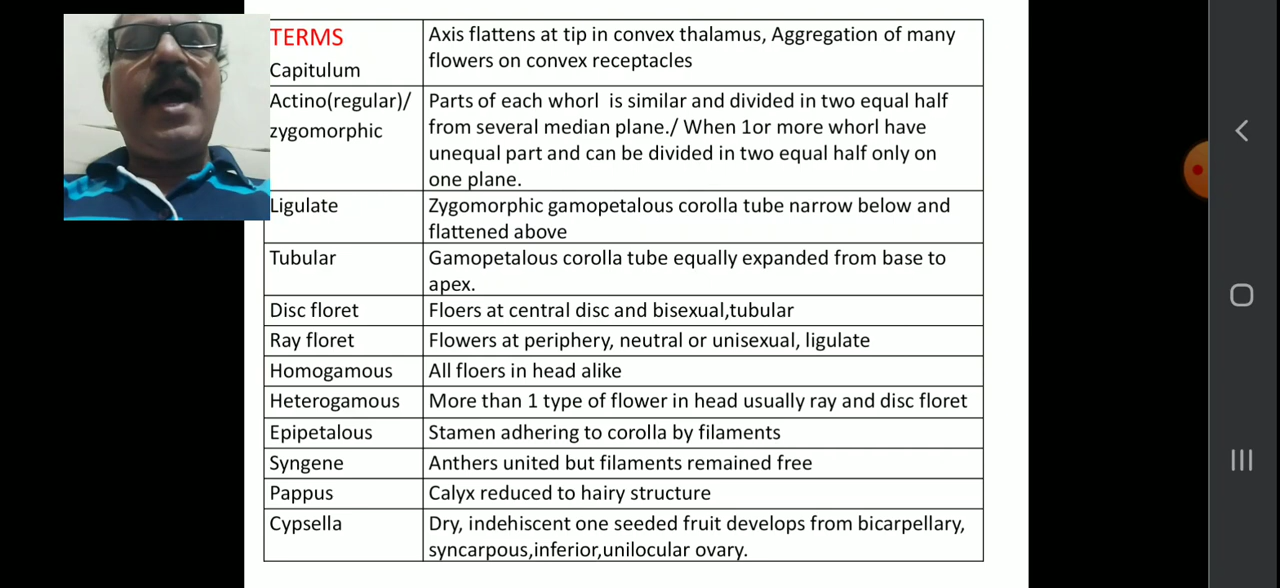 TERMS
Capitulum
Axis flattens at tip in convex thalamus, Aggregation of many
flowers on convex receptacles
Actino(regular)/
zygomorphic
Parts of each whorl is similar and divided in two equal half
from several median plane./ When 1or more whorl have
unequal part and can be divided in two equal half only on
one plane.
Ligulate
Zygomorphic gamopetalous corolla tube narrow below and
flattened above
Tubular
Gamopetalous corolla tube equally expanded from base to
apex.
Disc floret
Floers at central disc and bisexual,tubular
Ray floret
Flowers at periphery, neutral or unisexual, ligulate
Homogamous
All floers in head alike
Heterogamous
More than 1 type of flower in head usually ray and disc floret
Epipetalous
Stamen adhering to corolla by filaments
Syngene
Anthers united but filaments remained free
Pappus
Calyx reduced to hairy structure
Cypsella
Dry, indehiscent one seeded fruit develops from bicarpellary,
syncarpous,inferior,unilocular ovary.